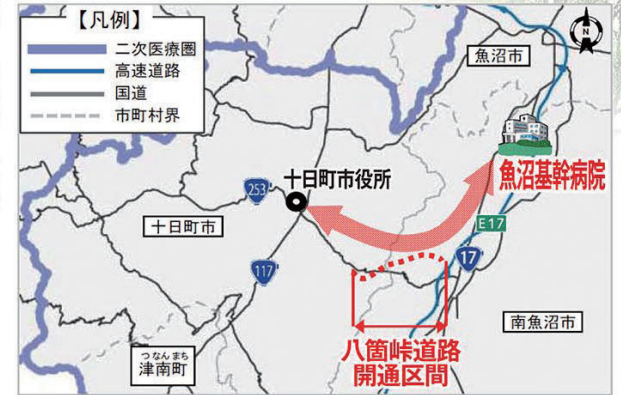 【凡例】
二次医療圏
高速道路
国道
市町村界
N
魚沼市
魚沼基幹病院
十日町市役所
253
十日町市
E17
17
117
南魚沼市
八箇峠道路
開通区間
つなんまち
津南町